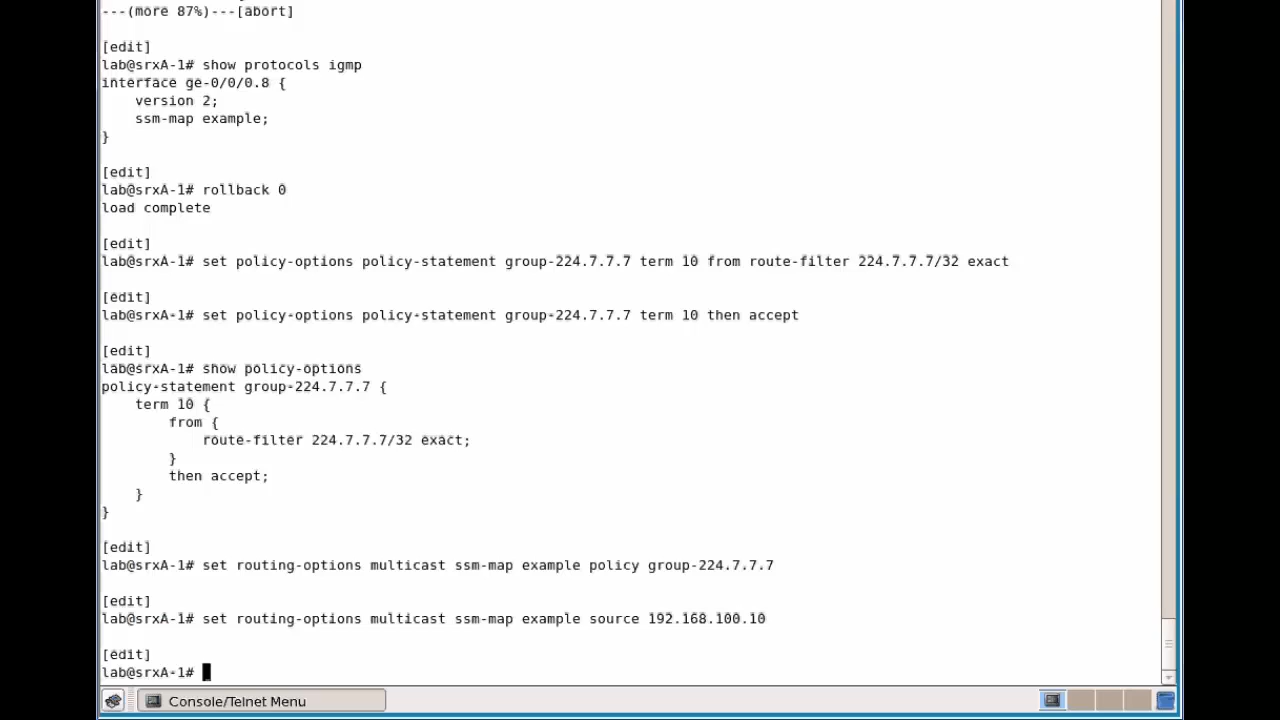 ---(more 87%)---[abort]
[edit]
lab@srxA-1# show protocols igmp
interface ge-0/0/0.8 {
    version 2;
    ssm-map example;
}
[edit]
lab@srxA-1# rollback 0
load complete
[edit]
lab@srxA-1# set policy-options policy-statement group-224.7.7.7 term 10 from route-filter 224.7.7.7/32 exact
[edit]
lab@srxA-1# set policy-options policy-statement group-224.7.7.7 term 10 then accept
[edit]
lab@srxA-1# show policy-options
policy-statement group-224.7.7.7 {
    term 10 {
        from {
            route-filter 224.7.7.7/32 exact;
        }
        then accept;
    }
}
[edit]
lab@srxA-1# set routing-options multicast ssm-map example policy group-224.7.7.7
[edit]
lab@srxA-1# set routing-options multicast ssm-map example source 192.168.100.10
[edit]
lab@srxA-1#
Console/Telnet Menu